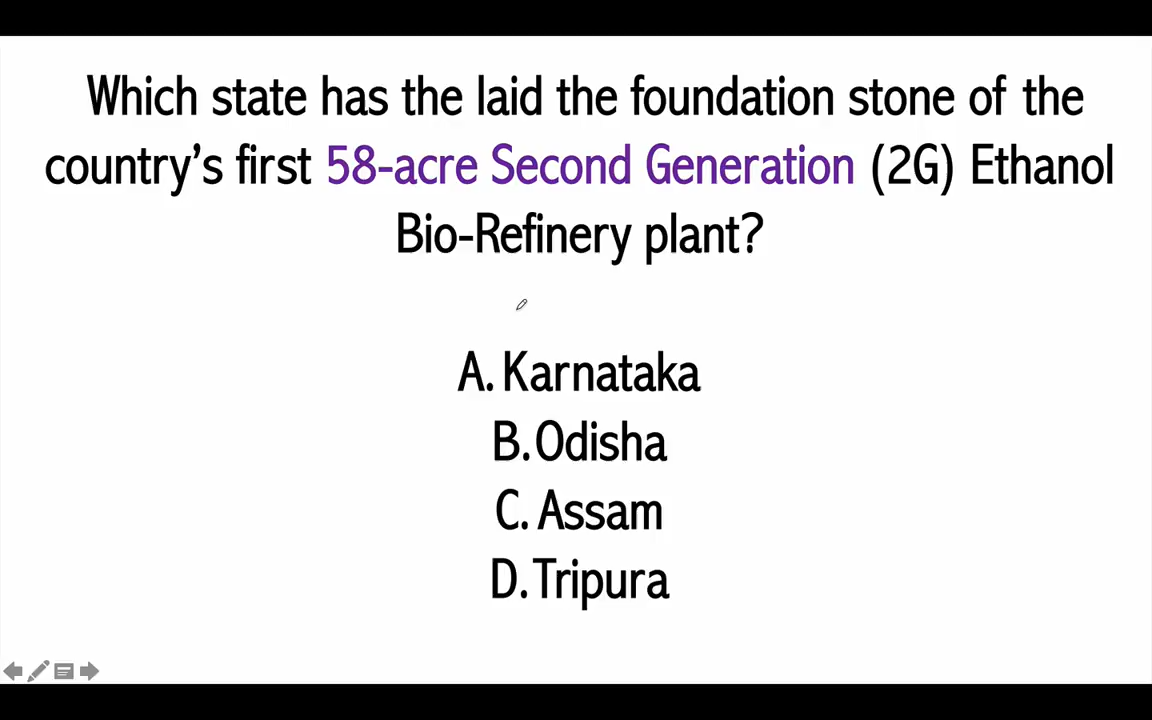 Which state has the laid the foundation stone of the
country’s first 58-acre Second Generation (2G) Ethanol
Bio-Refinery plant?
A. Karnataka
B. Odisha
C. Assam
D. Tripura